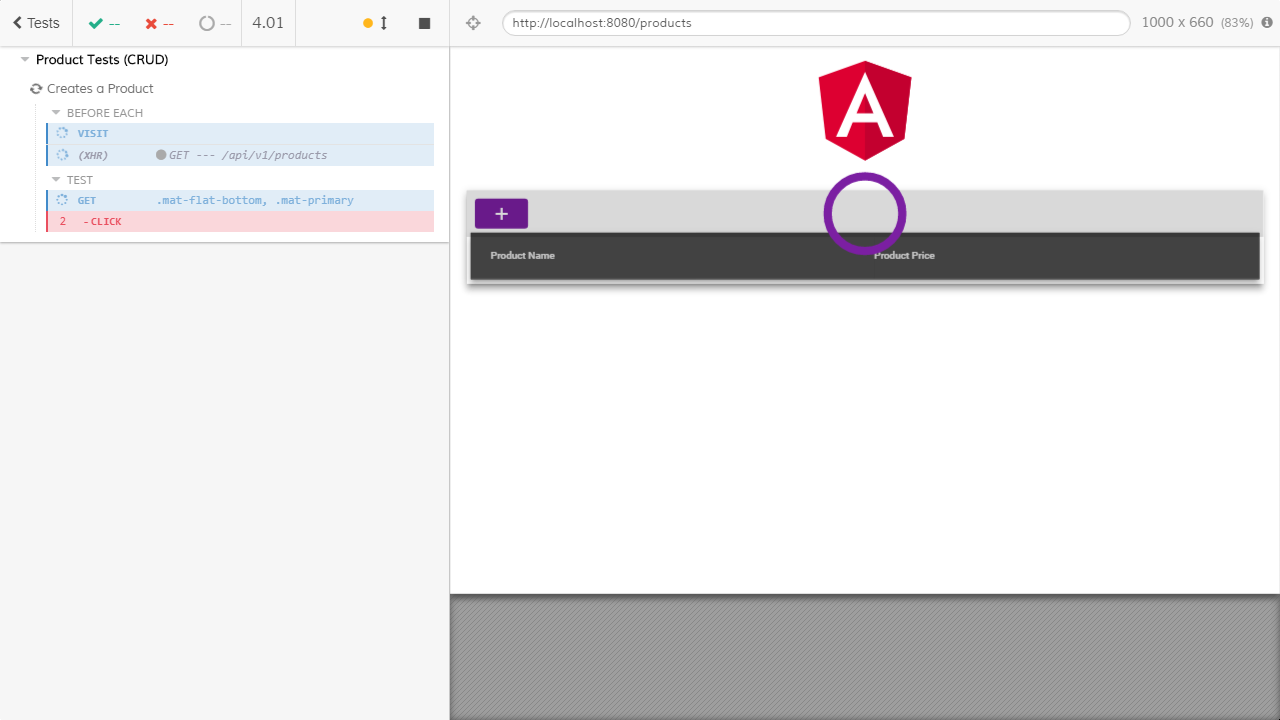 Tests -- -- -- 4.01
http://localhost:8080/products 1000 x 660 (83%)
Product Tests (CRUD)
Creates a Product
BEFORE EACH
VISIT
(XHR) GET --- /api/v1/products
TEST
GET .mat-flat-bottom, .mat-primary
2 -CLICK
A
+
Product Name Product Price